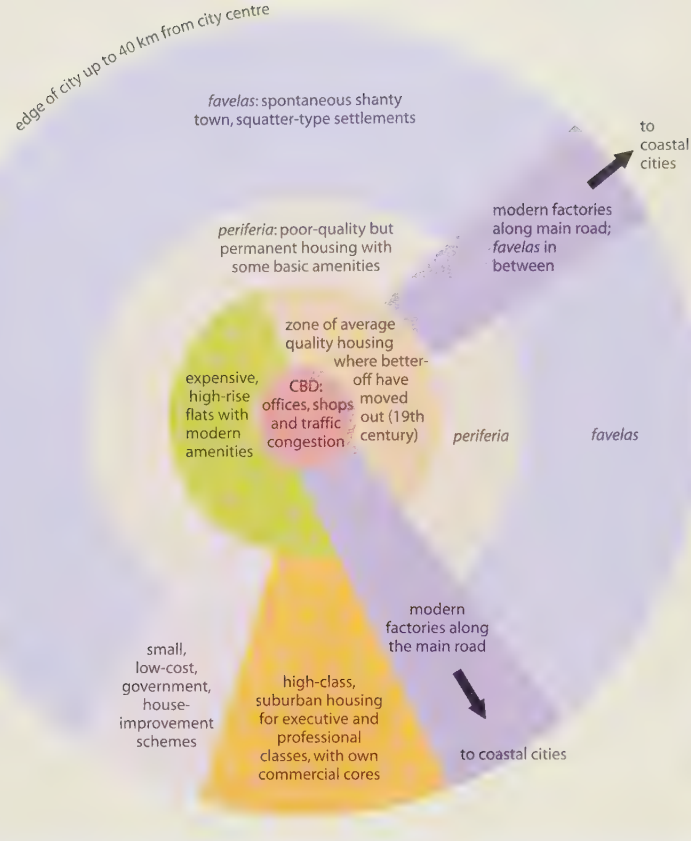 edge of city up to 40 km from city centre
favelas: spontaneous shanty
town, squatter-type settlements
to
coastal
cities
modern factories
along main road;
favelas in
between
periferia: poor-quality but
permanent housing with
some basic amenities
zone of average
quality housing
where better-
off have
moved
out (19th
century)
expensive,
high-rise
flats with
modern
amenities
CBD:
offices, shops
and traffic
congestion
periferia
favelas
modern
factories along
the main road
small,
low-cost,
government,
house-
improvement
schemes
high-class,
suburban housing
for executive and
professional
classes, with own
commercial cores
to coastal cities